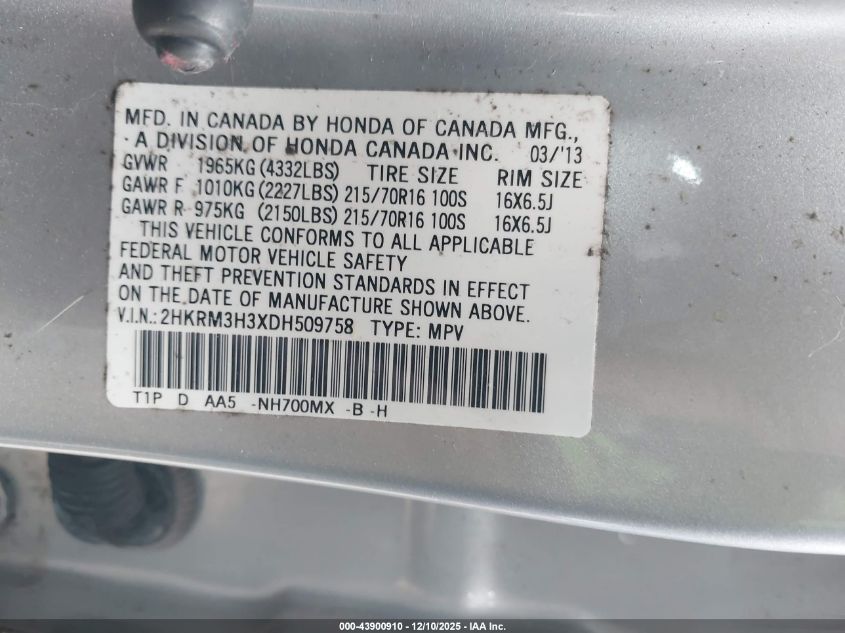 MFD. IN CANADA BY HONDA OF CANADA MFG.,
A DIVISION OF HONDA CANADA INC. 03/'13
GVWR 1965KG (4332LBS) TIRE SIZE RIM SIZE
GAWR F 1010KG (2227LBS) 215/70R16 100S 16X6.5J
GAWR R 975KG (2150LBS) 215/70R16 100S 16X6.5J
THIS VEHICLE CONFORMS TO ALL APPLICABLE
FEDERAL MOTOR VEHICLE SAFETY
AND THEFT PREVENTION STANDARDS IN EFFECT
ON THE DATE OF MANUFACTURE SHOWN ABOVE.
V.I.N.: 2HKRM3H3XDH509758 TYPE: MPV
T1P D AA5 -NH700MX -B -H
000-43900910 - 12/10/2025 - IAA Inc.